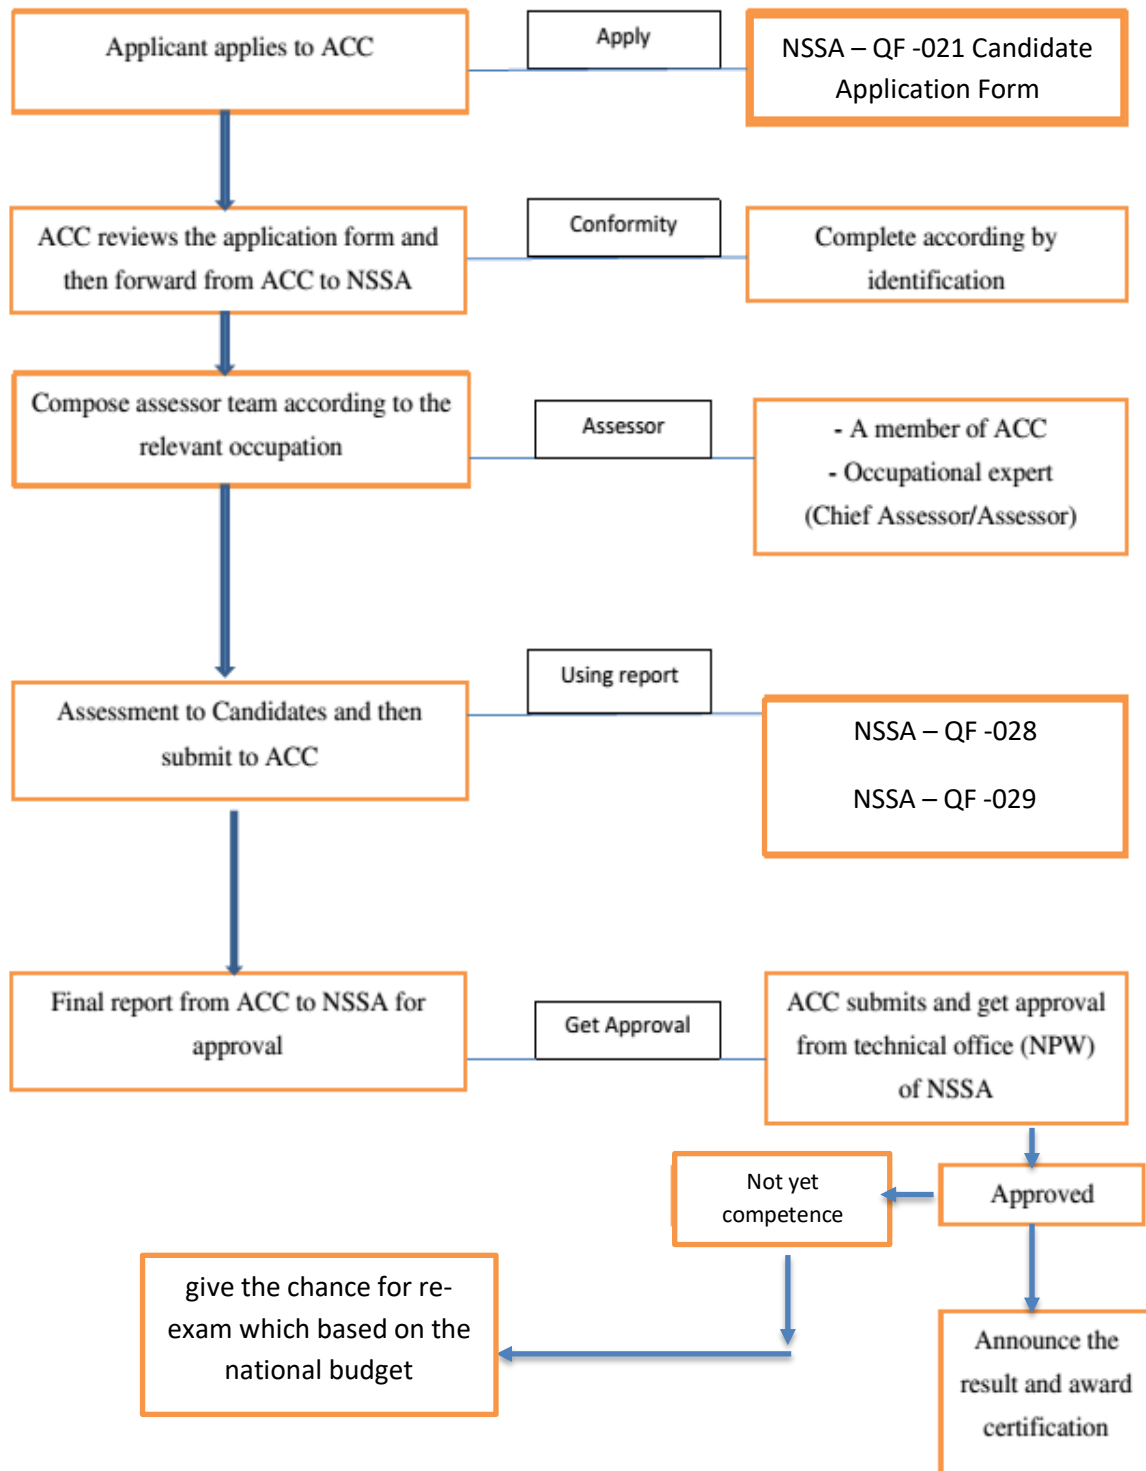 Applicant applies to ACC
Apply
NSSA – QF -021 Candidate
Application Form
ACC reviews the application form and
then forward from ACC to NSSA
Conformity
Complete according by
identification
Compose assessor team according to the
relevant occupation
Assessor
- A member of ACC
- Occupational expert
(Chief Assessor/Assessor)
Assessment to Candidates and then
submit to ACC
Using report
NSSA – QF -028
NSSA – QF -029
Final report from ACC to NSSA for
approval
Get Approval
ACC submits and get approval
from technical office (NPW)
of NSSA
Approved
Not yet
competence
give the chance for re-
exam which based on the
national budget
Announce the
result and award
certification